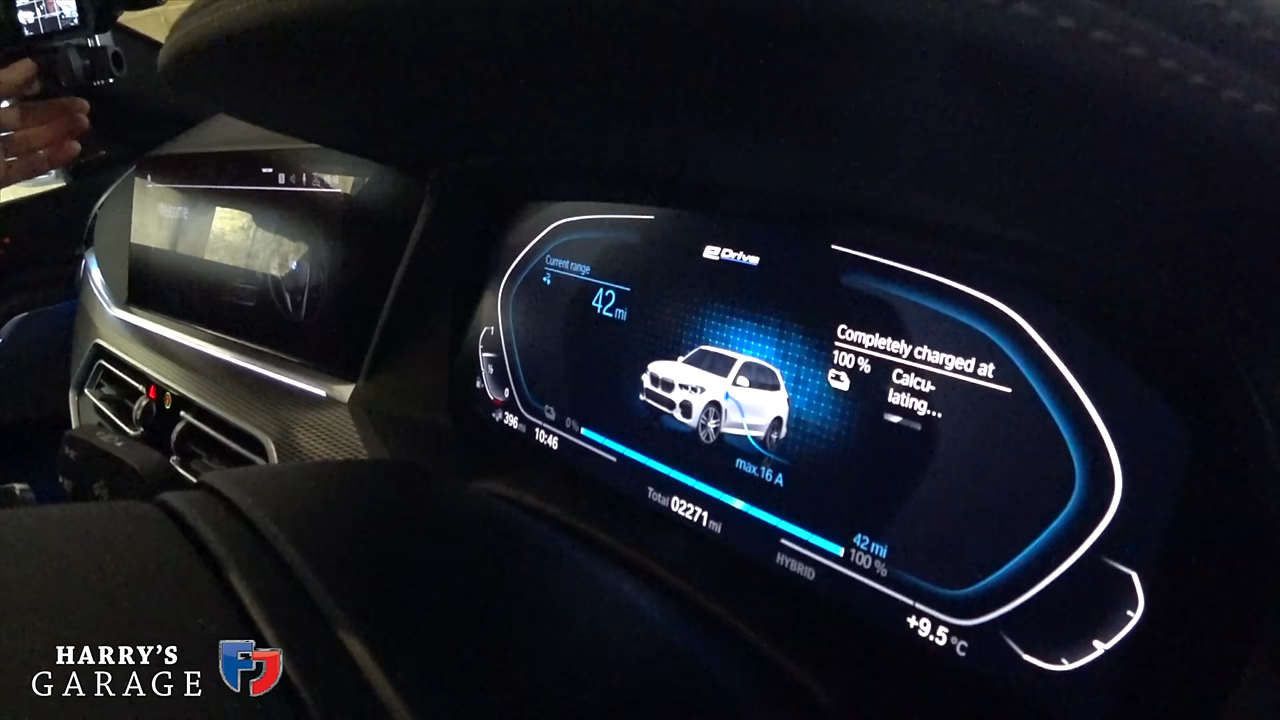 Welcome
eDrive
Current range
42 mi
Completely charged at
100 %
Calcu-
lating...
max.16 A
0%
396 mi
10:46
Total 02271 mi
42 mi
100 %
HYBRID
+9.5 °C
HARRY'S
GARAGE